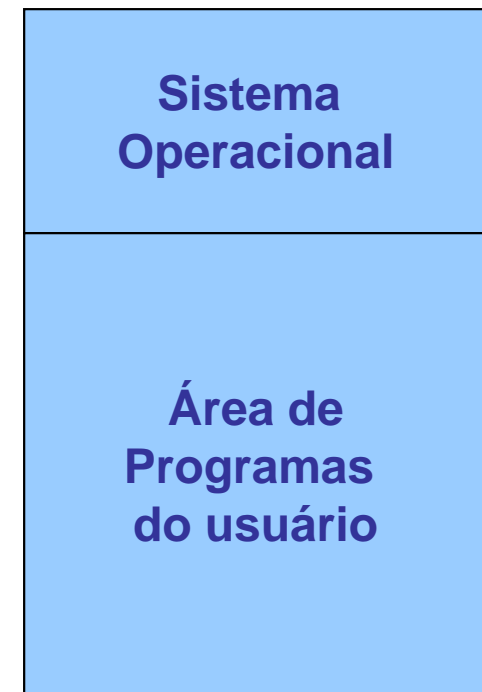 Sistema
Operacional
Área de
Programas
do usuário